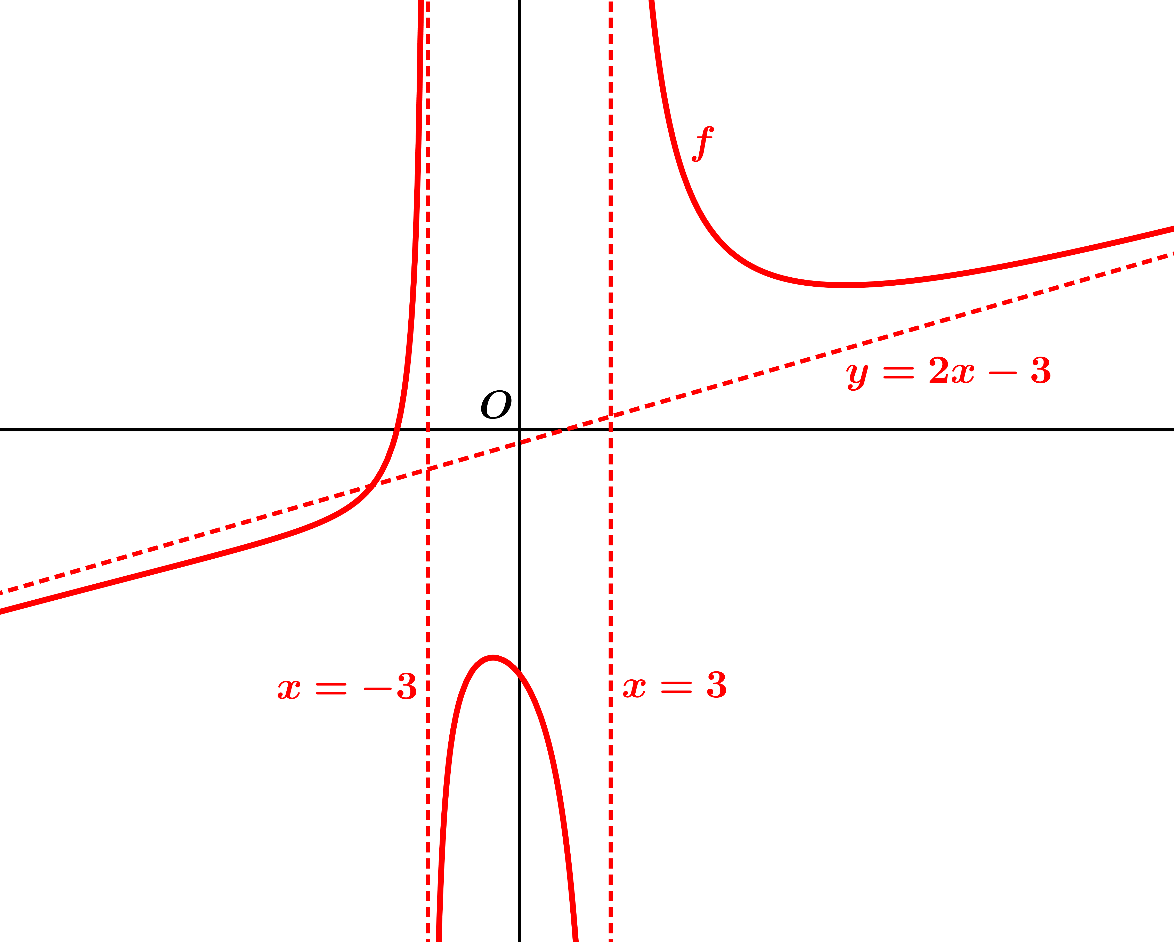 f
y = 2x − 3
O
x = −3
x = 3